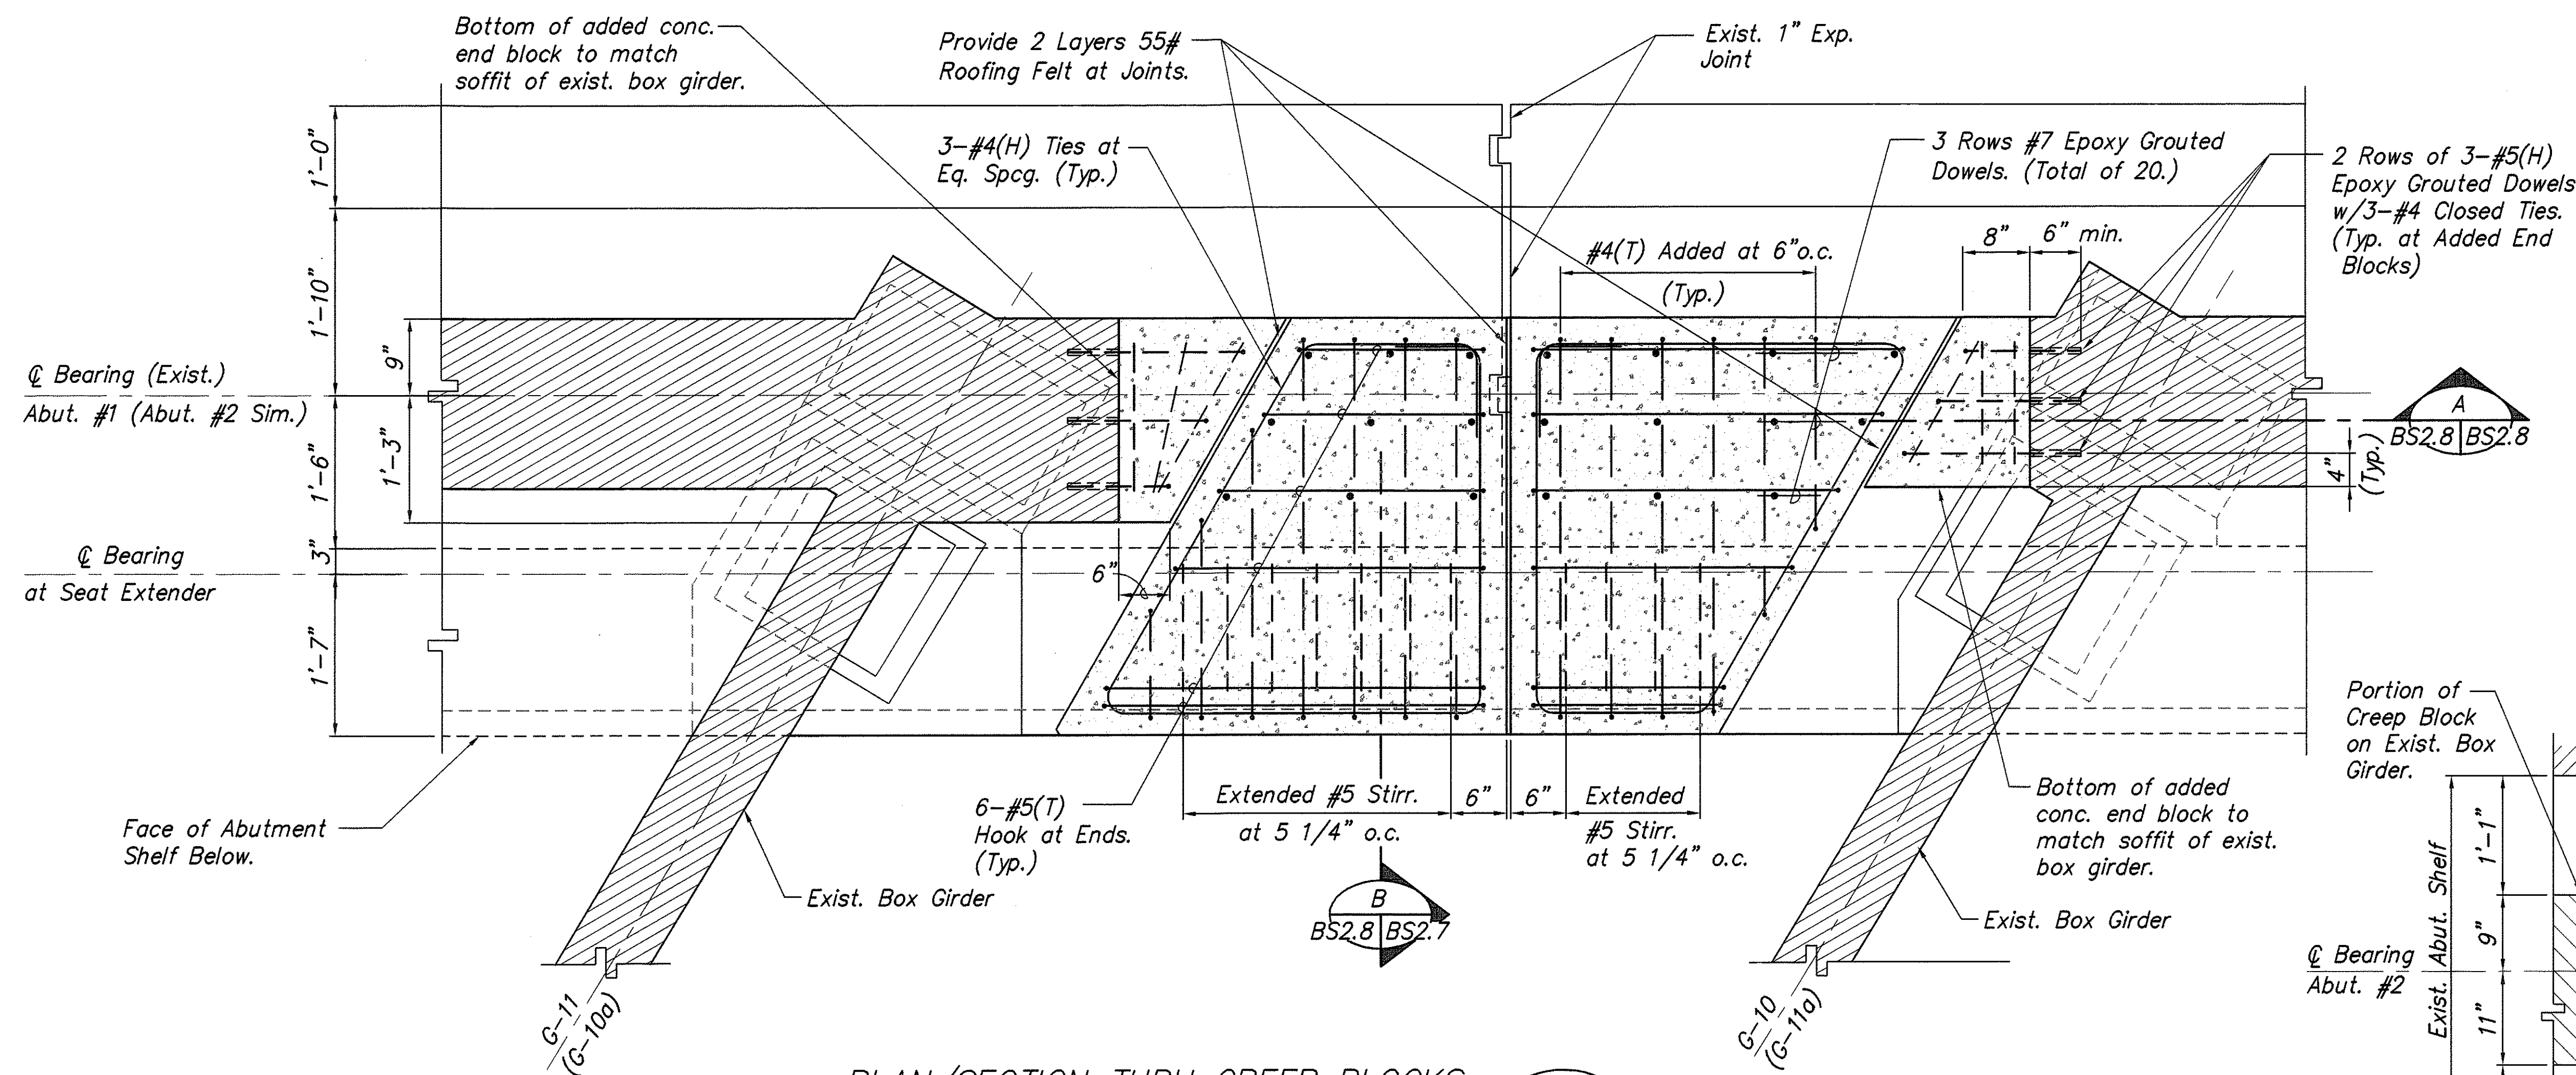 Bottom of added conc.
end block to match
soffit of exist. box girder.
Provide 2 Layers 55#
Roofing Felt at Joints.
Exist. 1" Exp.
Joint
3-#4(H) Ties at
Eq. Spcg. (Typ.)
3 Rows #7 Epoxy Grouted
Dowels. (Total of 20.)
2 Rows of 3-#5(H)
Epoxy Grouted Dowels
w/3-#4 Closed Ties.
(Typ. at Added End
Blocks)
1'-0"
1'-10"
9"
1'-3"
1'-6"
3"
1'-7"
#4(T) Added at 6"o.c.
(Typ.)
8"
6" min.
℄ Bearing (Exist.)
Abut. #1 (Abut. #2 Sim.)
℄ Bearing
at Seat Extender
A
BS2.8 BS2.8
4"
(Typ.)
6"
Face of Abutment
Shelf Below.
6-#5(T)
Hook at Ends.
(Typ.)
Extended #5 Stirr.
at 5 1/4" o.c.
6"
6"
Extended
#5 Stirr.
at 5 1/4" o.c.
Bottom of added
conc. end block to
match soffit of exist.
box girder.
Portion of
Creep Block
on Exist. Box
Girder.
Exist. Box Girder
B
BS2.8 BS2.7
Exist. Box Girder
G-11
(G-10a)
G-10
(G-11a)
℄ Bearing
Abut. #2
Exist. Abut. Shelf
1'-1"
9"
11"
PLAN/SECTION THRU CREEP BLOCKS